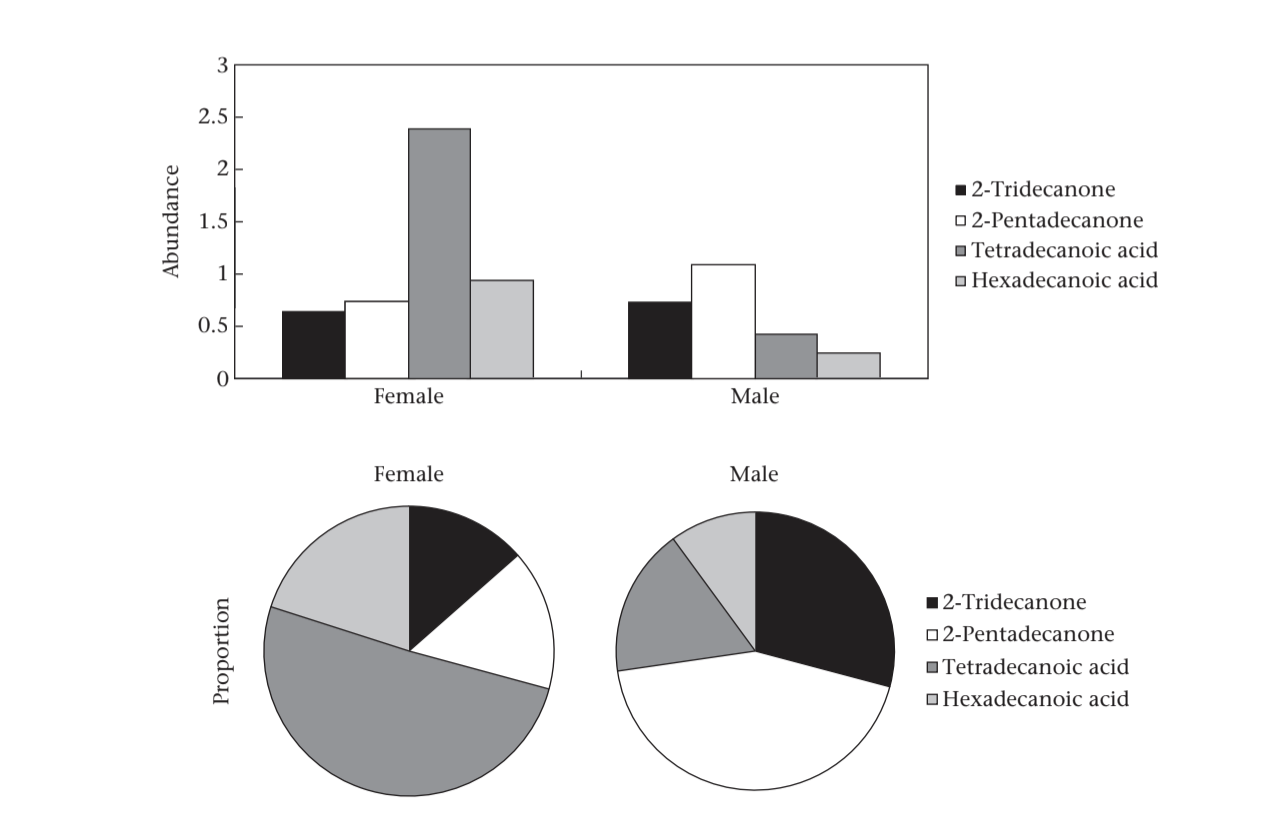 3
2.5
2
1.5
1
0.5
0
Abundance
Female
Male
2-Tridecanone
2-Pentadecanone
Tetradecanoic acid
Hexadecanoic acid
Female
Male
Proportion
2-Tridecanone
2-Pentadecanone
Tetradecanoic acid
Hexadecanoic acid